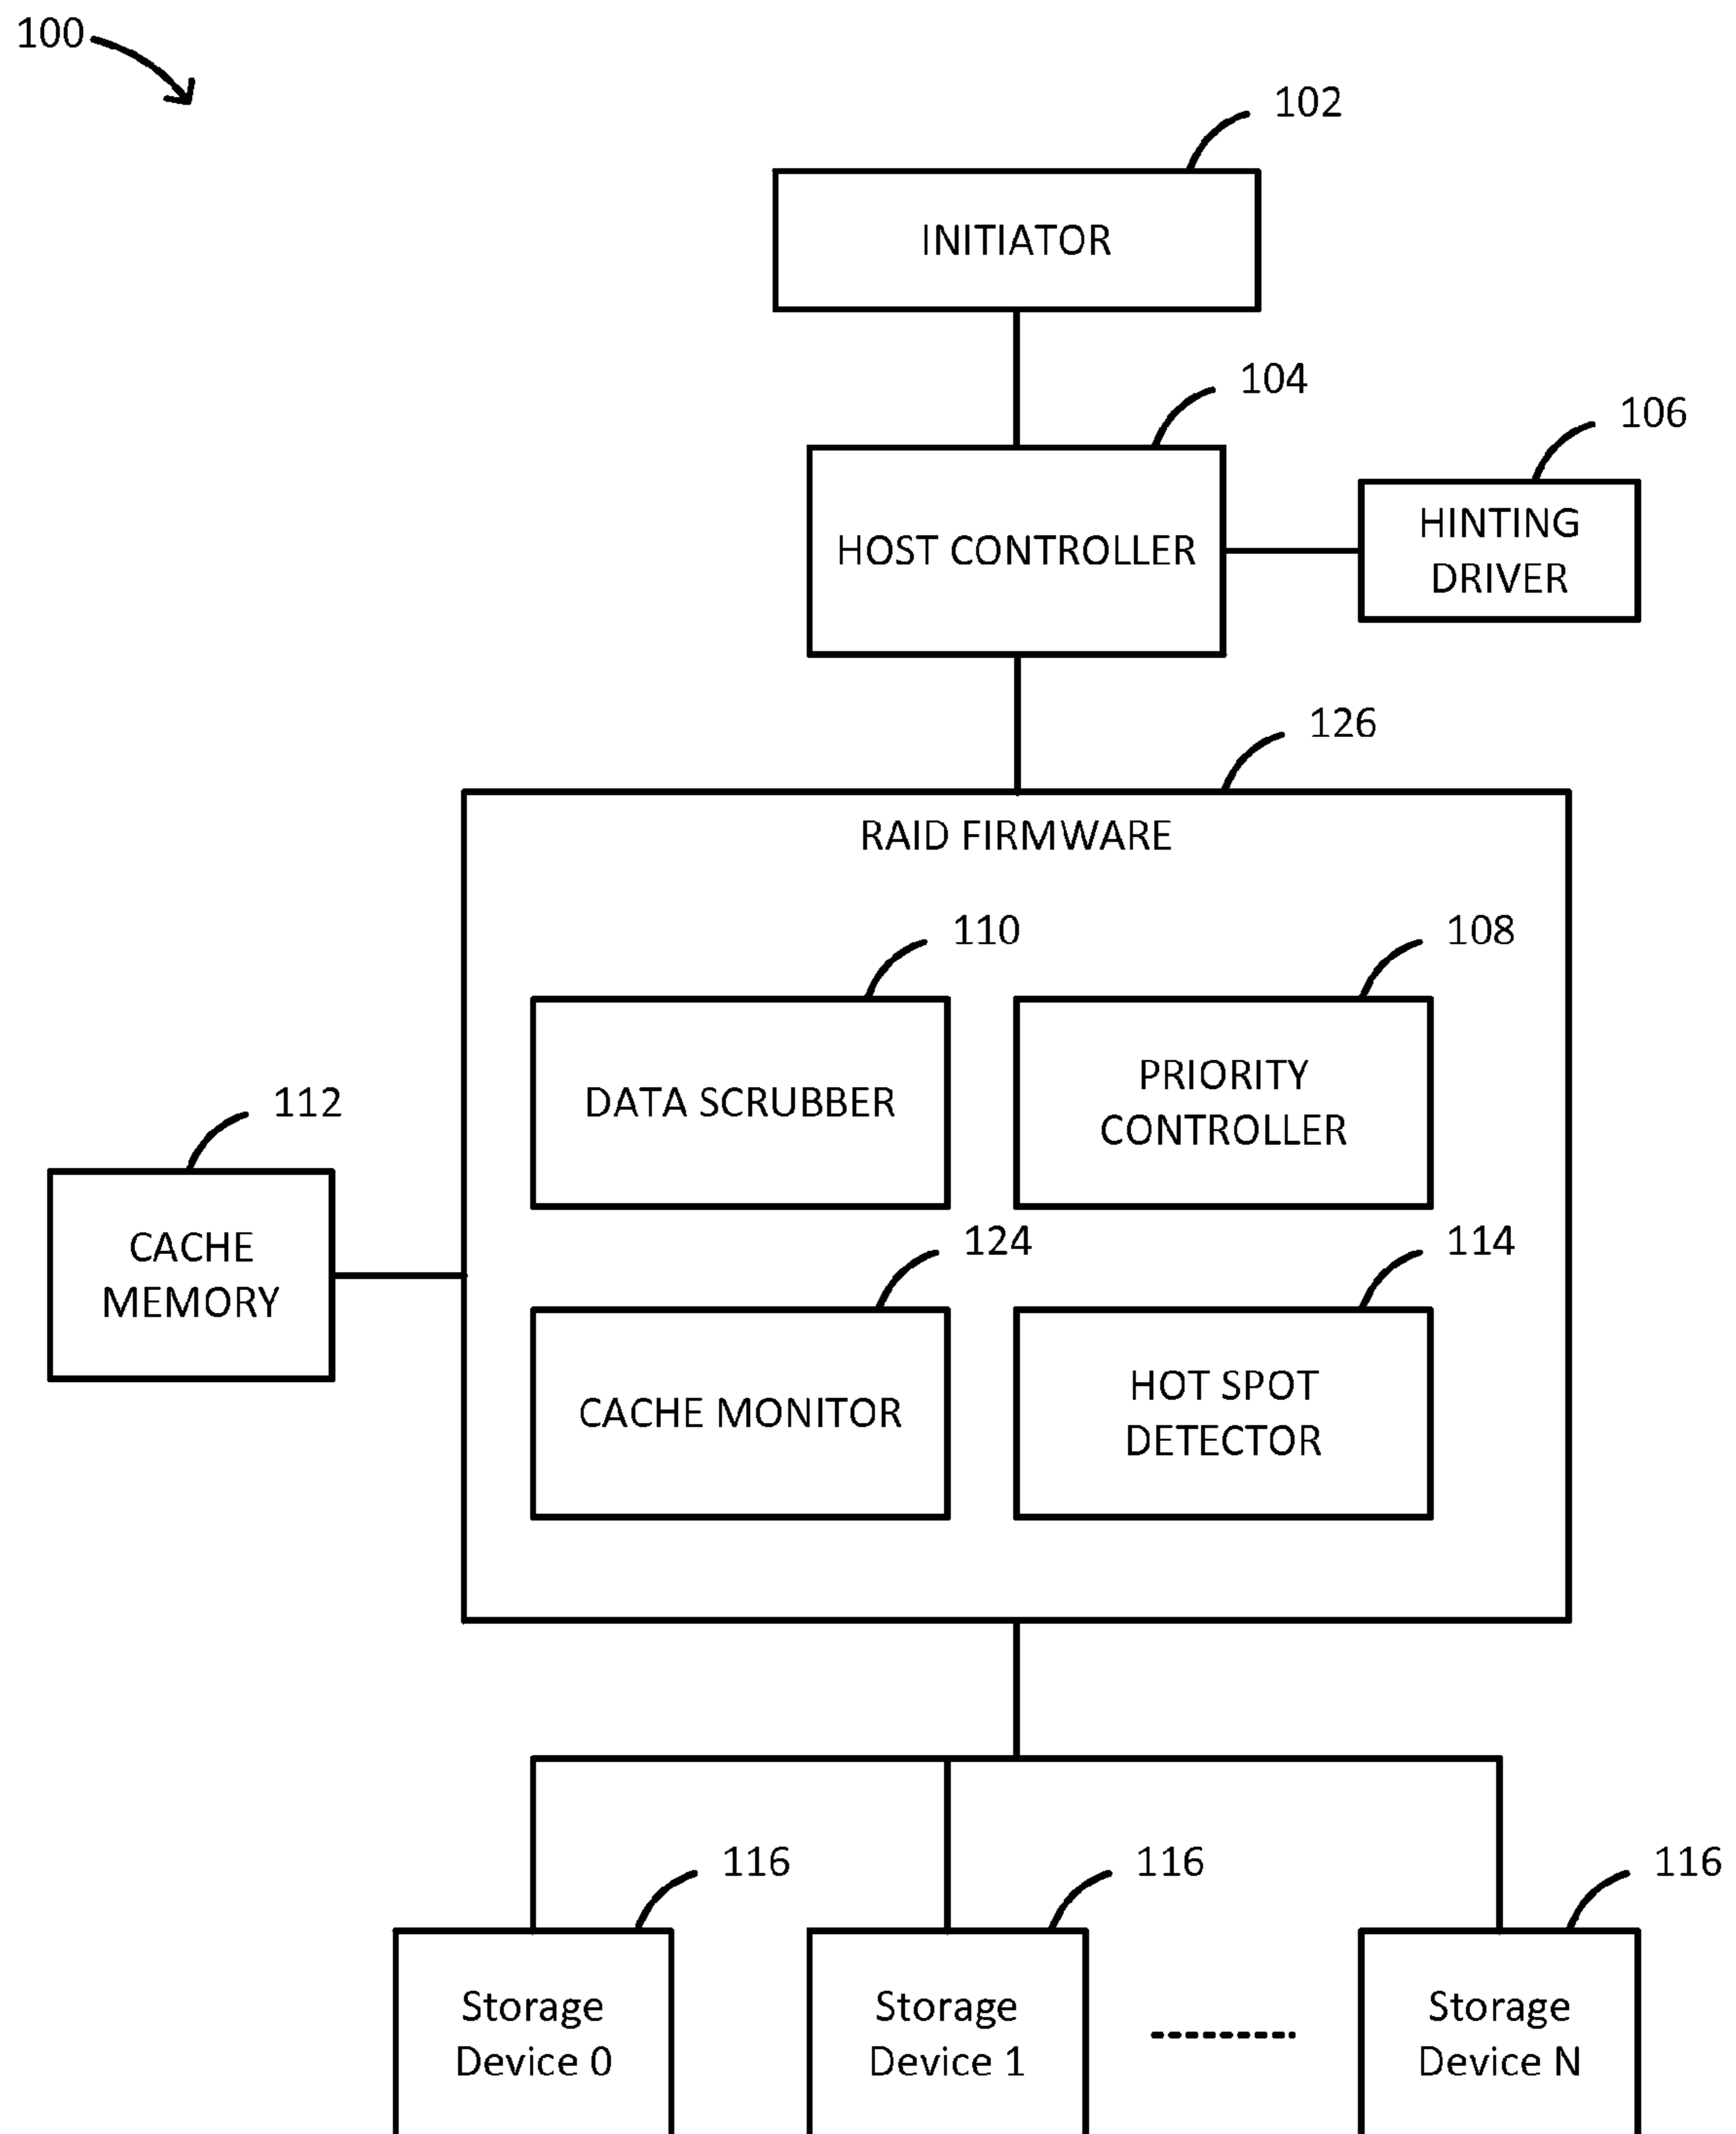 100
102
INITIATOR
104
106
HOST CONTROLLER
HINTING
DRIVER
126
RAID FIRMWARE
110
108
DATA SCRUBBER
PRIORITY
CONTROLLER
112
CACHE
MEMORY
124
114
CACHE MONITOR
HOT SPOT
DETECTOR
116
116
116
Storage
Device 0
Storage
Device 1
Storage
Device N